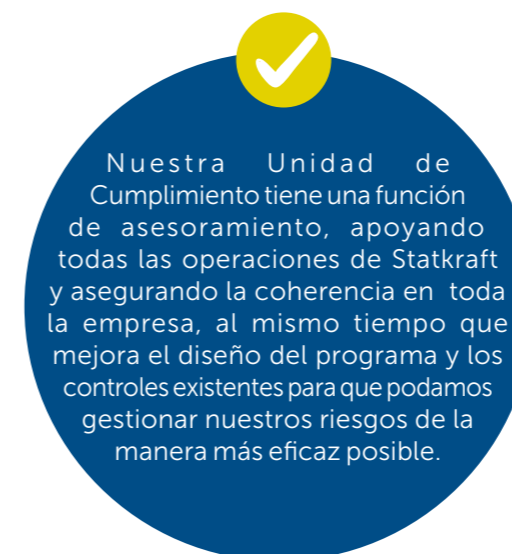 Nuestra Unidad de
Cumplimiento tiene una función
de asesoramiento, apoyando
todas las operaciones de Statkraft
y asegurando la coherencia en toda
la empresa, al mismo tiempo que
mejora el diseño del programa y los
controles existentes para que podamos
gestionar nuestros riesgos de la
manera más eficaz posible.